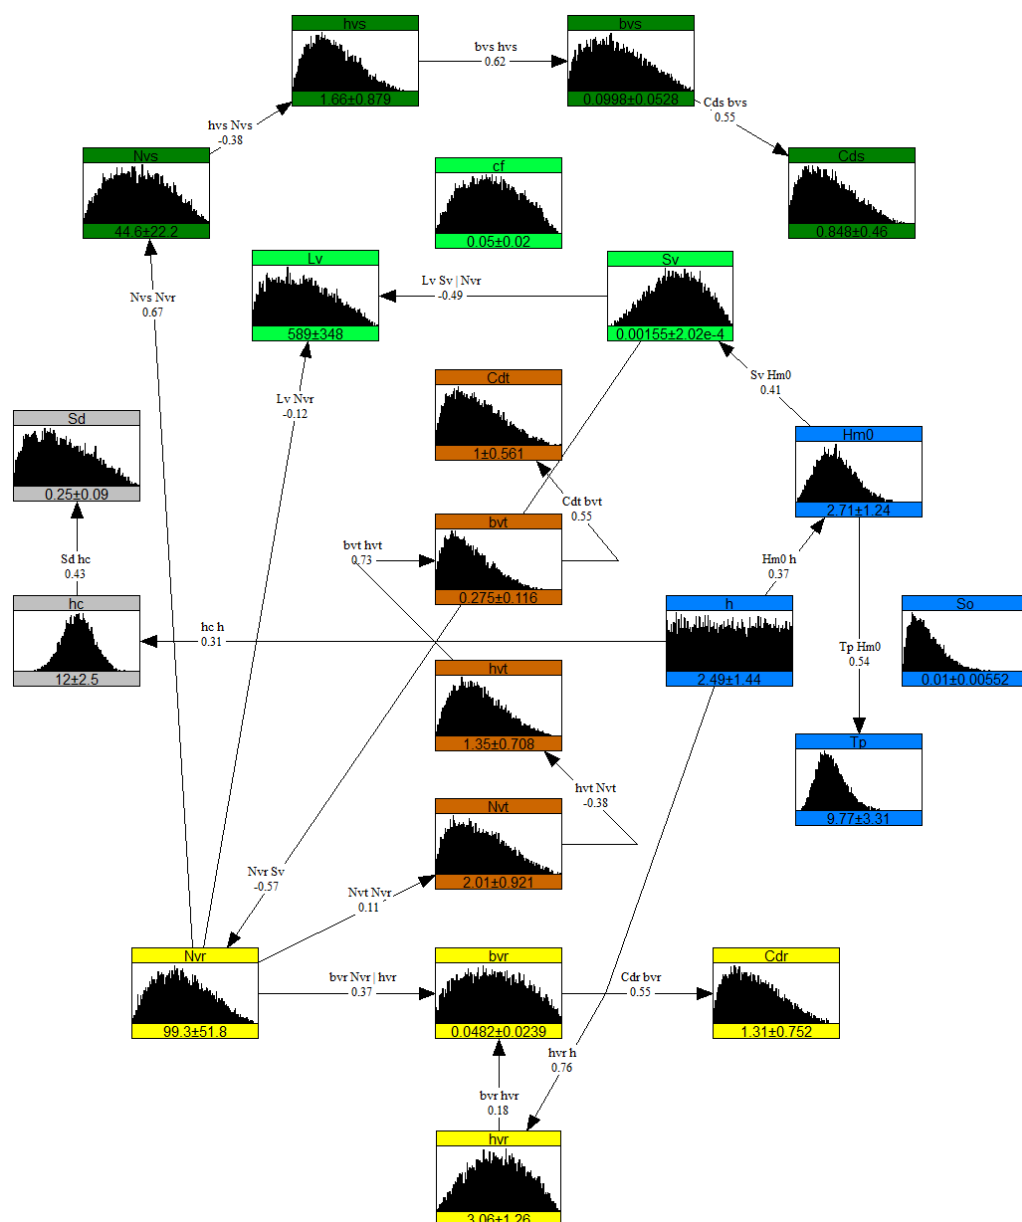 hvs
1.66±0.879
bvs hvs
0.62
bvs
0.0998±0.0528
Cds bvs
0.55
hvs Nvs
-0.38
Nvs
44.6±22.2
cf
0.05±0.02
Cds
0.848±0.46
Nvs Nvr
0.67
Lv
589±348
Lv Sv | Nvr
-0.49
Sv
0.00155±2.02e-4
Sv Hm0
0.41
Cdt
1±0.561
Lv Nvr
-0.12
Sd
0.25±0.09
Hm0
2.71±1.24
Cdt bvt
0.55
bvt hvt
0.73
bvt
0.275±0.116
Sd hc
0.43
Hm0 h
0.37
hc
12±2.5
hc h
0.31
h
2.49±1.44
So
0.01±0.00552
Tp Hm0
0.54
hvt
1.35±0.708
Tp
9.77±3.31
hvt Nvt
-0.38
Nvt
2.01±0.921
Nvr Sv
-0.57
Nvt Nvr
0.11
Nvr
99.3±51.8
bvr Nvr | hvr
0.37
bvr
0.0482±0.0239
Cdr bvr
0.55
Cdr
1.31±0.752
hvr h
0.76
bvr hvr
0.18
hvr
3.06±1.26